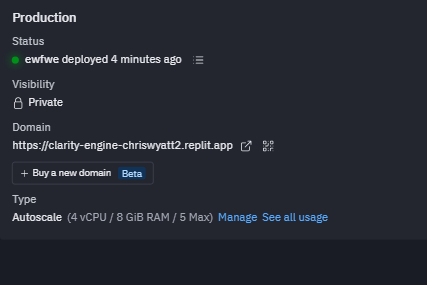 Production
Status
ewfwe deployed 4 minutes ago
Visibility
Private
Domain
https://clarity-engine-chriswyatt2.replit.app
+ Buy a new domain Beta
Type
Autoscale (4 vCPU / 8 GiB RAM / 5 Max) Manage See all usage